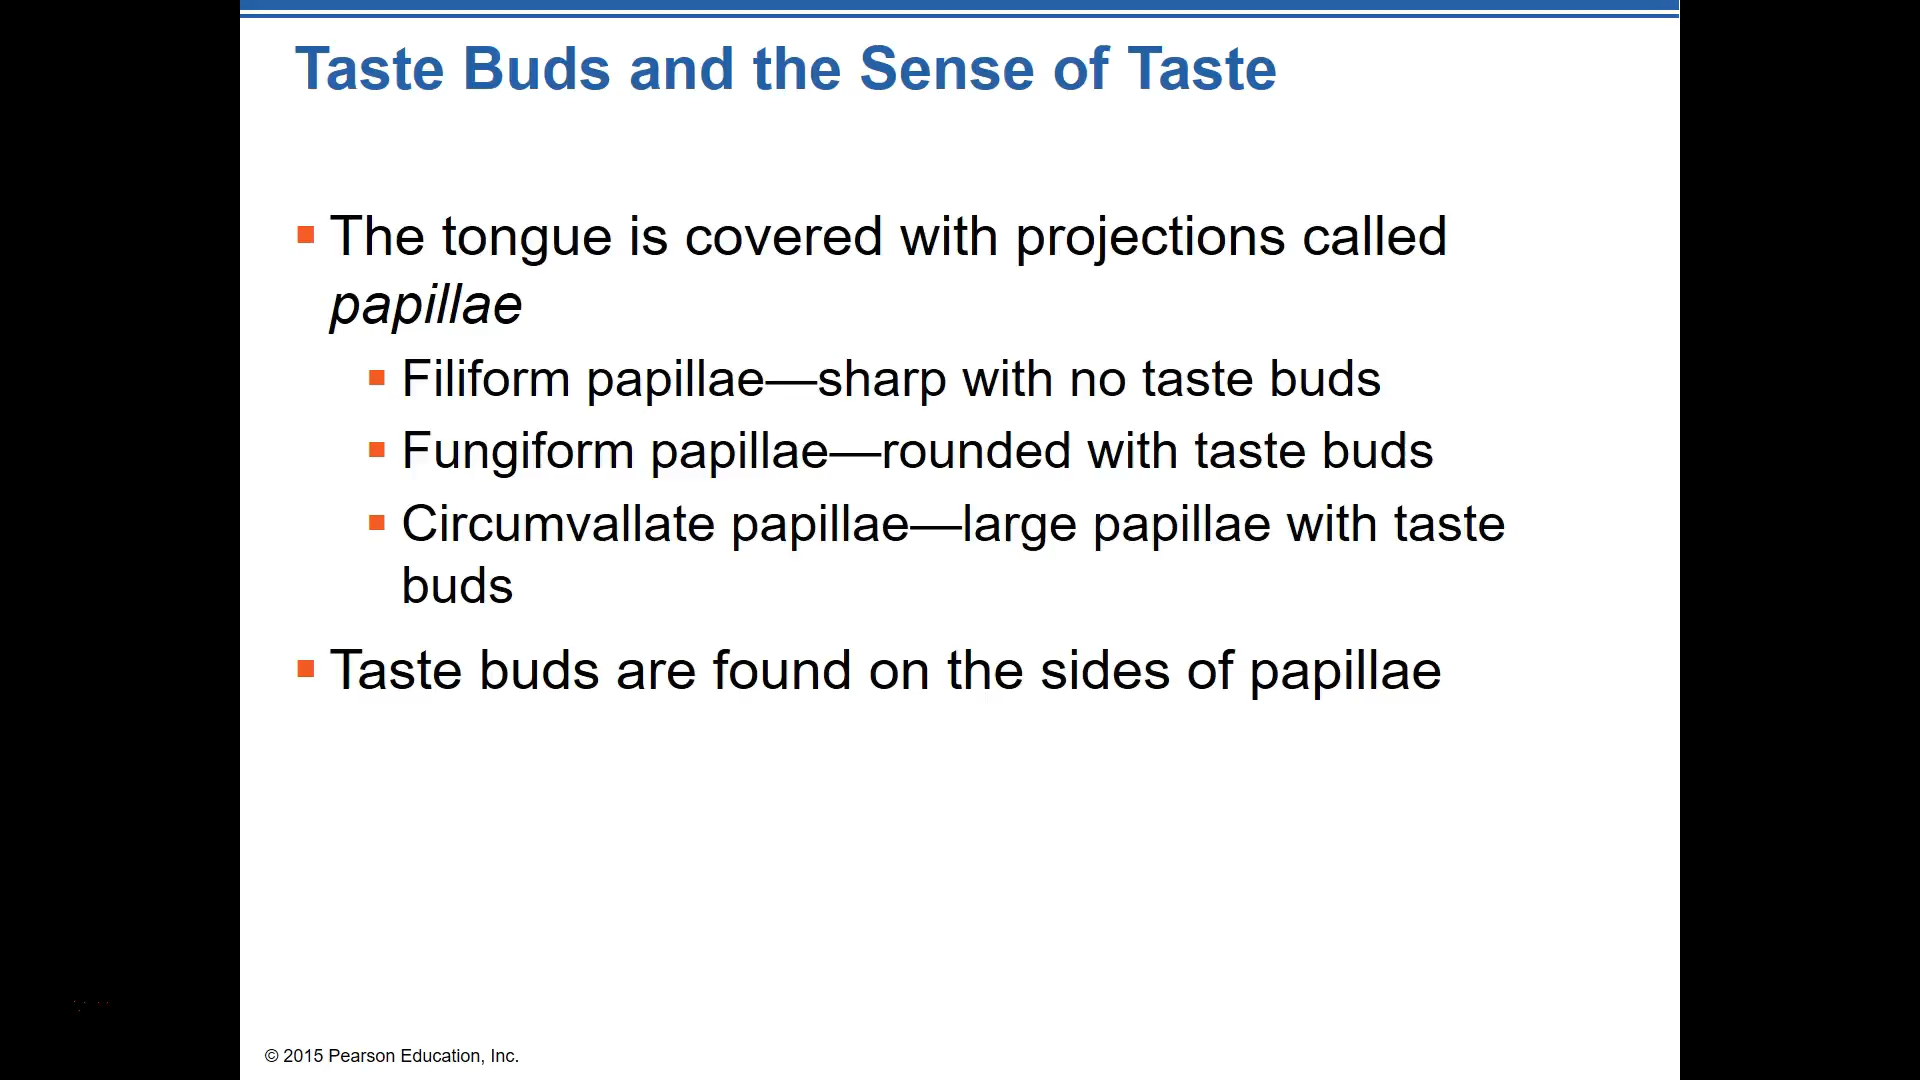 Taste Buds and the Sense of Taste
▪ The tongue is covered with projections called
papillae
▪ Filiform papillae—sharp with no taste buds
▪ Fungiform papillae—rounded with taste buds
▪ Circumvallate papillae—large papillae with taste
buds
▪ Taste buds are found on the sides of papillae
© 2015 Pearson Education, Inc.